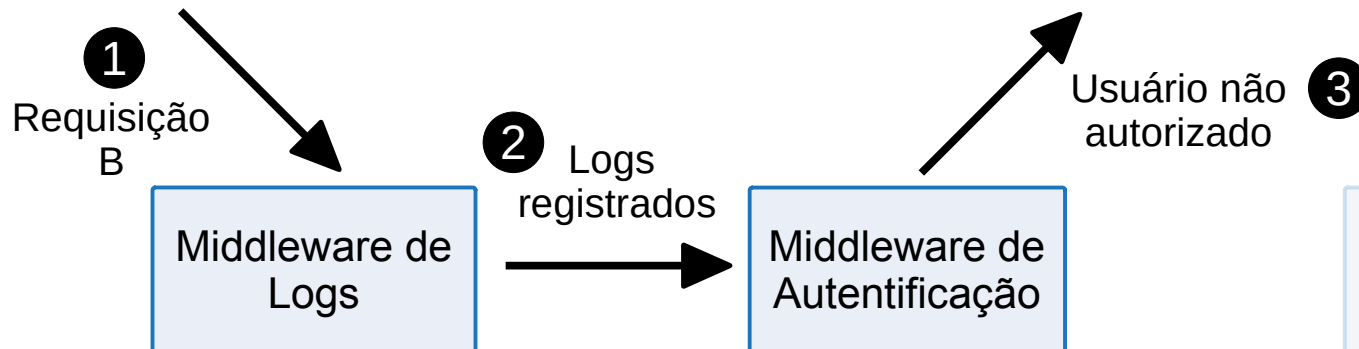 1
Requisição
B
2
Logs
registrados
Usuário não
autorizado
3
Middleware de
Logs
Middleware de
Autentificação